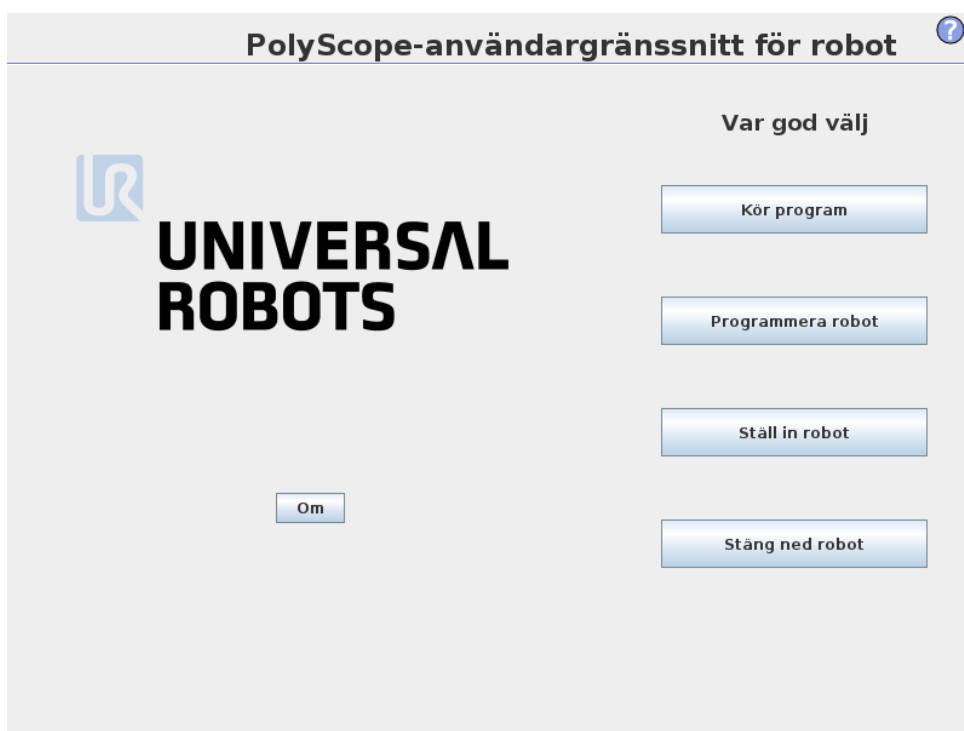 PolyScope-användargränssnitt för robot
?
Var god välj
UR
UNIVERSAL
ROBOTS
Kör program
Programmera robot
Ställ in robot
Om
Stäng ned robot